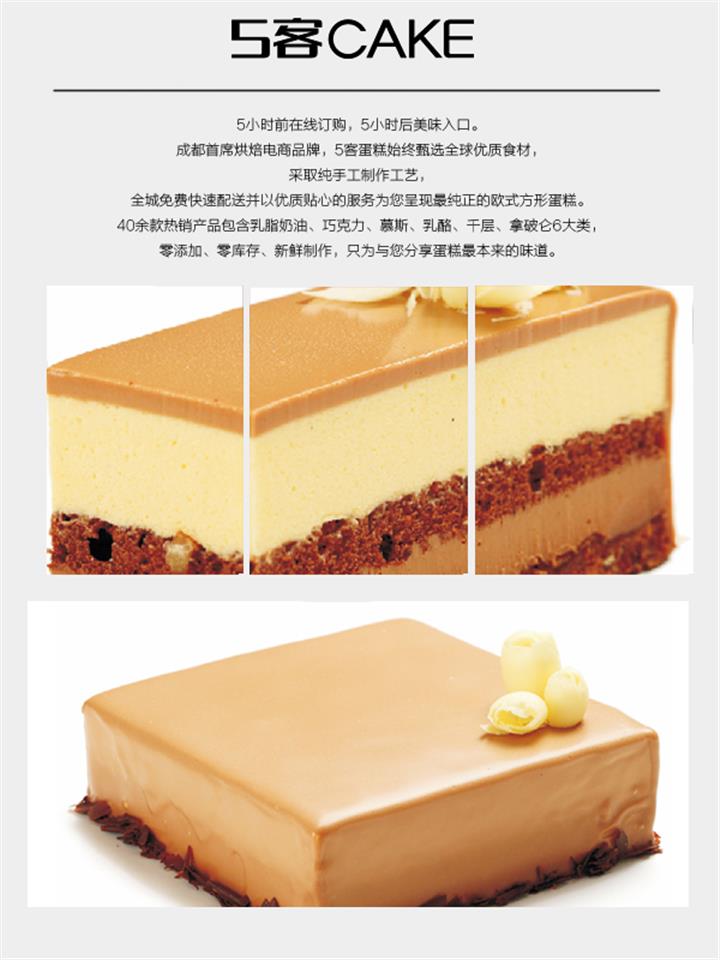 5客CAKE
5小时前在线订购，5小时后美味入口。
成都首席烘焙电商品牌，5客蛋糕始终甄选全球优质食材，
采取纯手工制作工艺，
全城免费快速配送并以优质贴心的服务为您呈现最纯正的欧式方形蛋糕。
40余款热销产品包含乳脂奶油、巧克力、慕斯、乳酪、千层、拿破仑6大类，
零添加、零库存、新鲜制作，只为与您分享蛋糕最本来的味道。